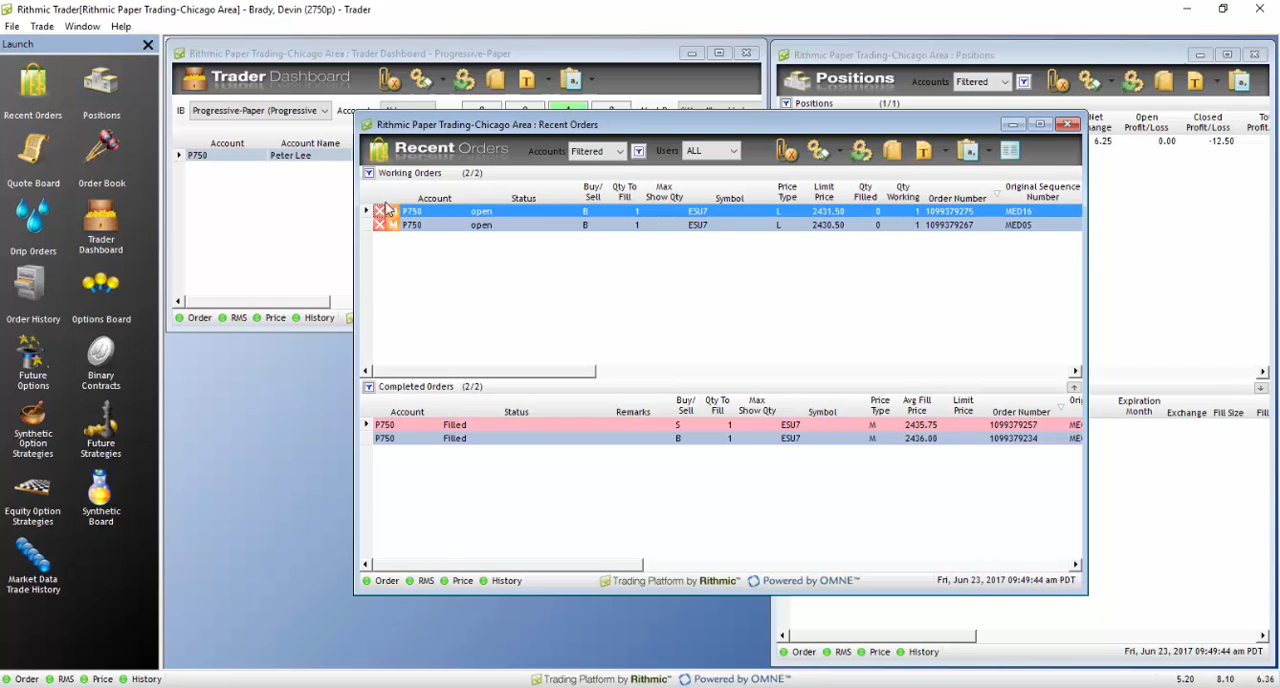 Rithmic Trader[Rithmic Paper Trading-Chicago Area] - Brady, Devin (2750p) - Trader
File Trade Window Help
Launch
Recent Orders
Positions
Quote Board
Order Book
Drip Orders
Trader Dashboard
Order History
Options Board
Future Options
Binary Contracts
Synthetic Option Strategies
Future Strategies
Equity Option Strategies
Synthetic Board
Market Data Trade History
Rithmic Paper Trading-Chicago Area : Trader Dashboard - Progressive-Paper
Trader Dashboard
IB Progressive-Paper (Progressive
Account Account Name
P750 Peter Lee
Order RMS Price History
Rithmic Paper Trading-Chicago Area : Positions
Positions Accounts Filtered
Positions (1/1)
Net Open Closed
Profit/Loss Profit/Loss
6.25 0.00 -12.50
Rithmic Paper Trading-Chicago Area : Recent Orders
Recent Orders Accounts Filtered Users ALL
Working Orders (2/2)
Account Status Buy/Sell Qty To Fill Max Show Qty Symbol Price Type Limit Price Qty Filled Qty Working Order Number Original Sequence Number
P750 open B 1 ESU7 L 2431.50 0 1 1099379275 MED16
M P750 open B 1 ESU7 L 2430.50 0 1 1099379267 MED05
Completed Orders (2/2)
Account Status Remarks Buy/Sell Qty To Fill Max Show Qty Symbol Price Type Avg Fill Price Limit Price Order Number
P750 Filled S 1 ESU7 M 2435.75 1099379257
P750 Filled B 1 ESU7 M 2436.00 1099379234
Order RMS Price History
Trading Platform by Rithmic™ Powered by OMNE™
Fri, Jun 23, 2017 09:49:44 am PDT
Expiration Month Exchange Fill Size
Order RMS Price History
Fri, Jun 23, 2017 09:49:44 am PDT
Order RMS Price History
Trading Platform by Rithmic™ Powered by OMNE™
5.20 8.10 6.36